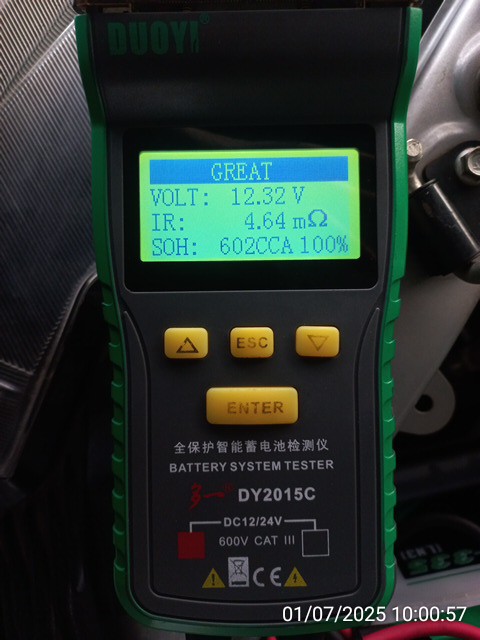 DUOYI
GREAT
VOLT: 12.32 V
IR: 4.64 mΩ
SOH: 602CCA 100%
ESC
ENTER
全保护智能蓄电池检测仪
BATTERY SYSTEM TESTER
DY2015C
DC12/24V
600V CAT III
CE
01/07/2025 10:00:57